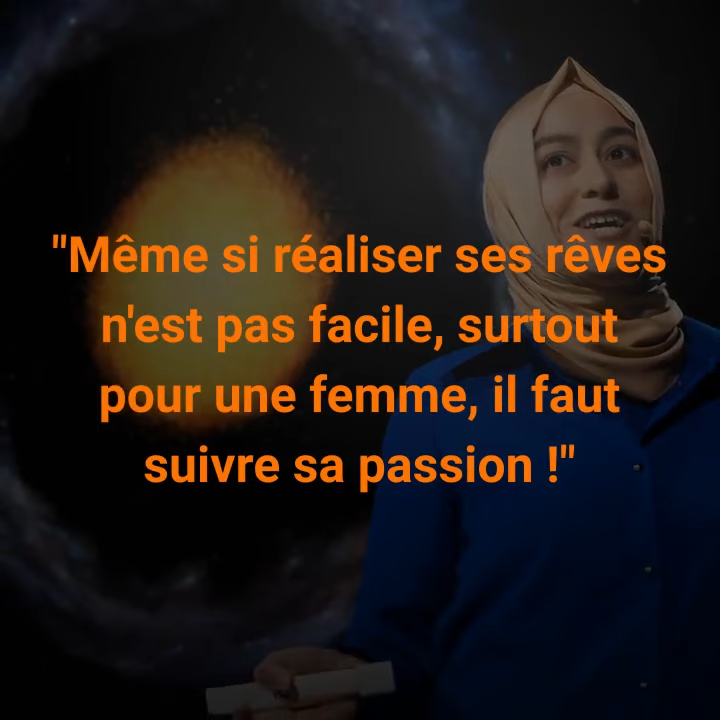 "Même si réaliser ses rêves
n'est pas facile, surtout
pour une femme, il faut
suivre sa passion !"